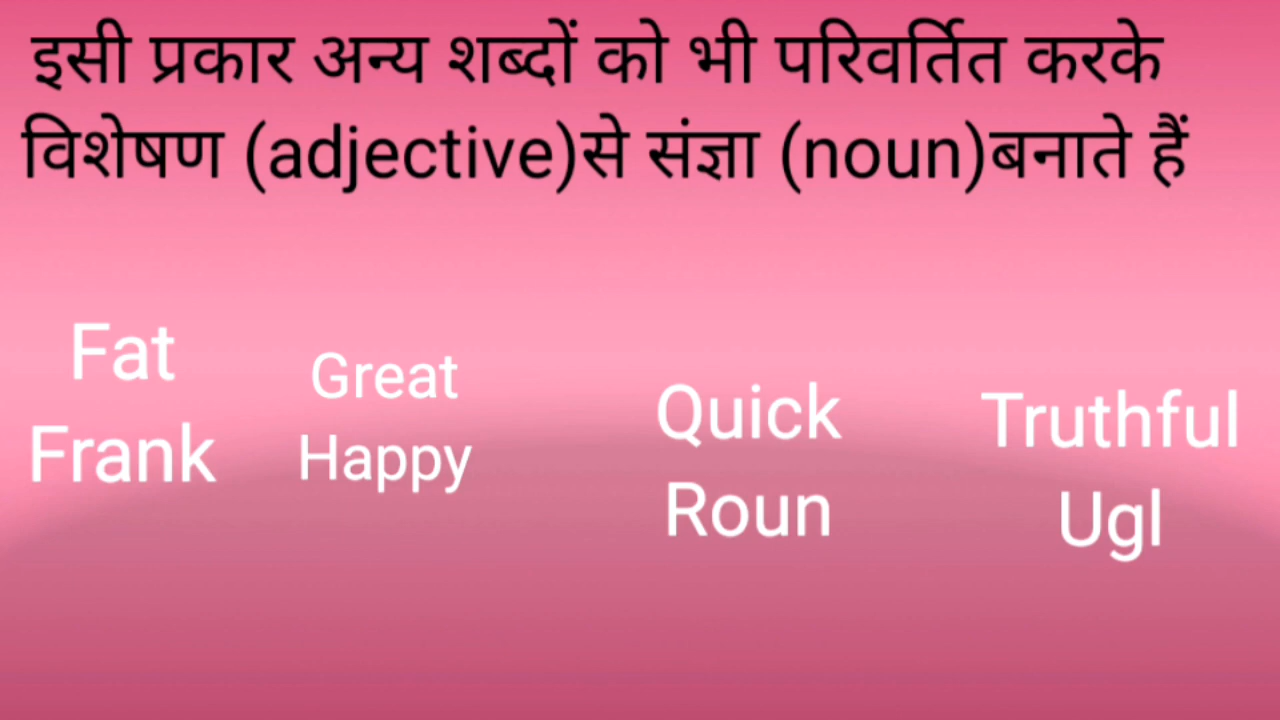 इसी प्रकार अन्य शब्दों को भी परिवर्तित करके
विशेषण (adjective)से संज्ञा (noun)बनाते हैं
Fat
Frank
Great
Happy
Quick
Roun
Truthful
Ugl